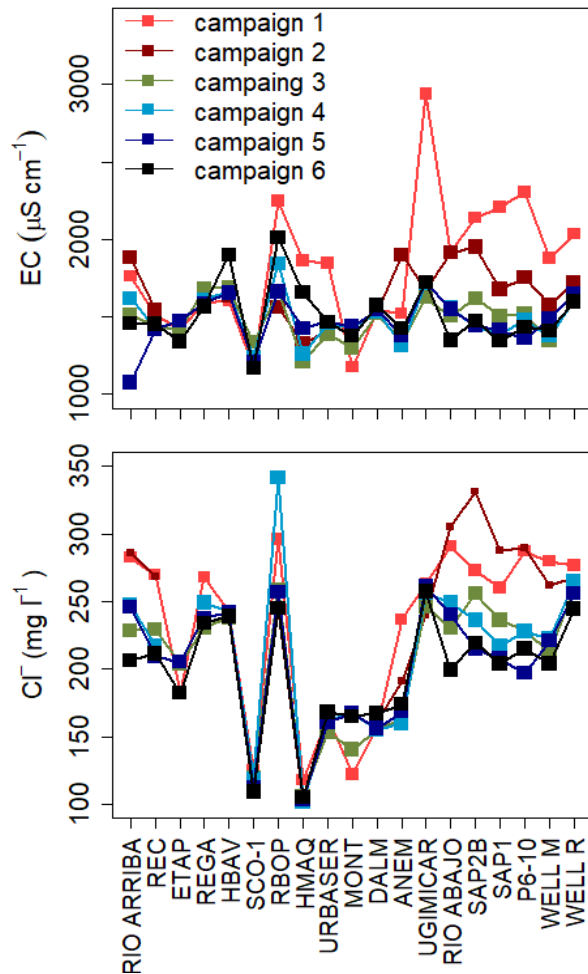 campaign 1
campaign 2
campaing 3
campaign 4
campaign 5
campaign 6
EC (µS cm⁻¹)
3000
2000
1000
Cl⁻ (mg l⁻¹)
350
300
250
200
150
100
RIO ARRIBA
REC
ETAP
REGA
HBAV
SCO-1
RBOP
HMAQ
URBASER
MONT
DALM
ANEM
UGIMICAR
RIO ABAJO
SAP2B
SAP1
P6-10
WELL M
WELL R